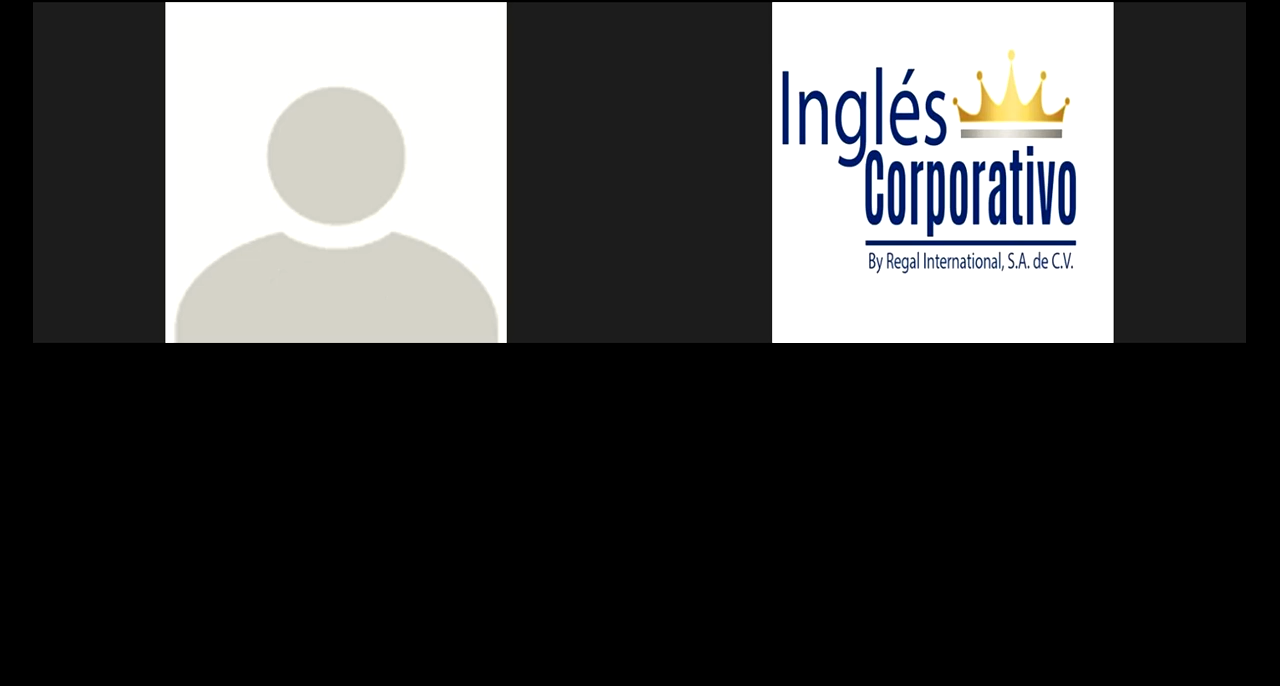 Inglés
Corporativo
By Regal International, S.A. de C.V.